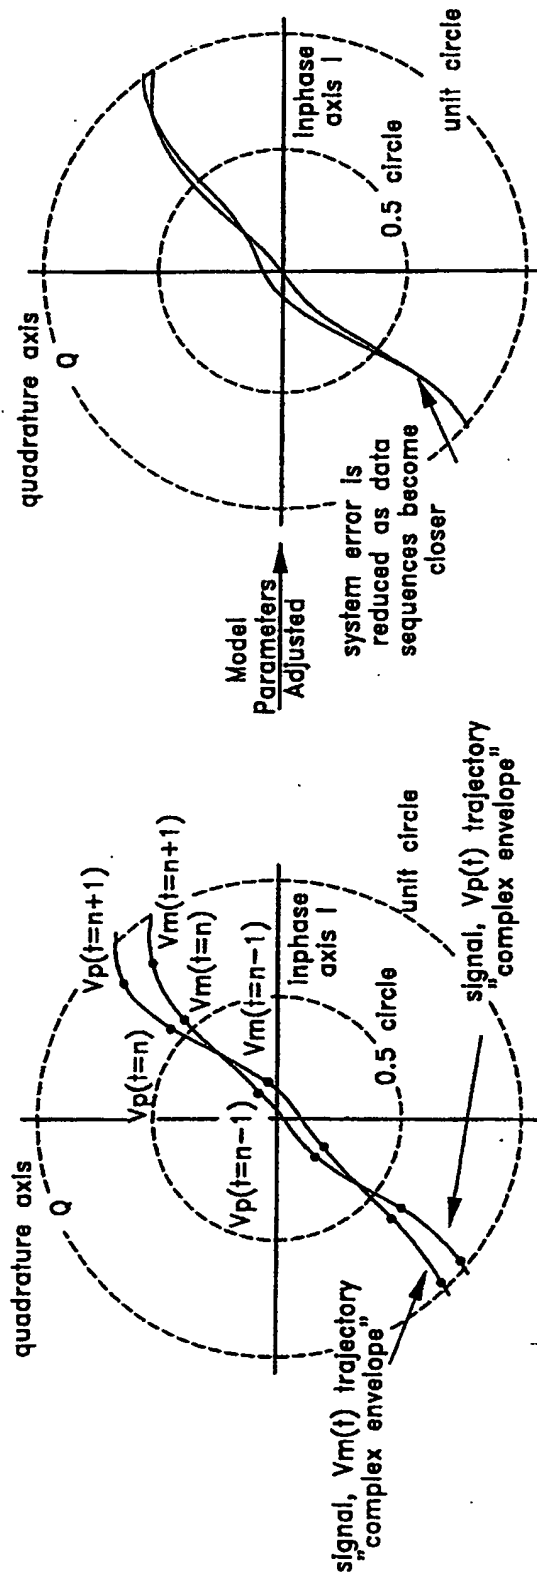 quadrature axis
Q
Vp(t=n+1)
Vm(t=n+1)
Vp(t=n)
Vm(t=n)
Vp(t=n-1)
Vm(t=n-1)
Inphase
axis I
0.5 circle
unit circle
signal, Vm(t) trajectory
"complex envelope"
signal, Vp(t) trajectory
"complex envelope"
Model
Parameters
Adjusted
quadrature axis
Q
Inphase
axis I
0.5 circle
unit circle
system error is
reduced as data
sequences become
closer